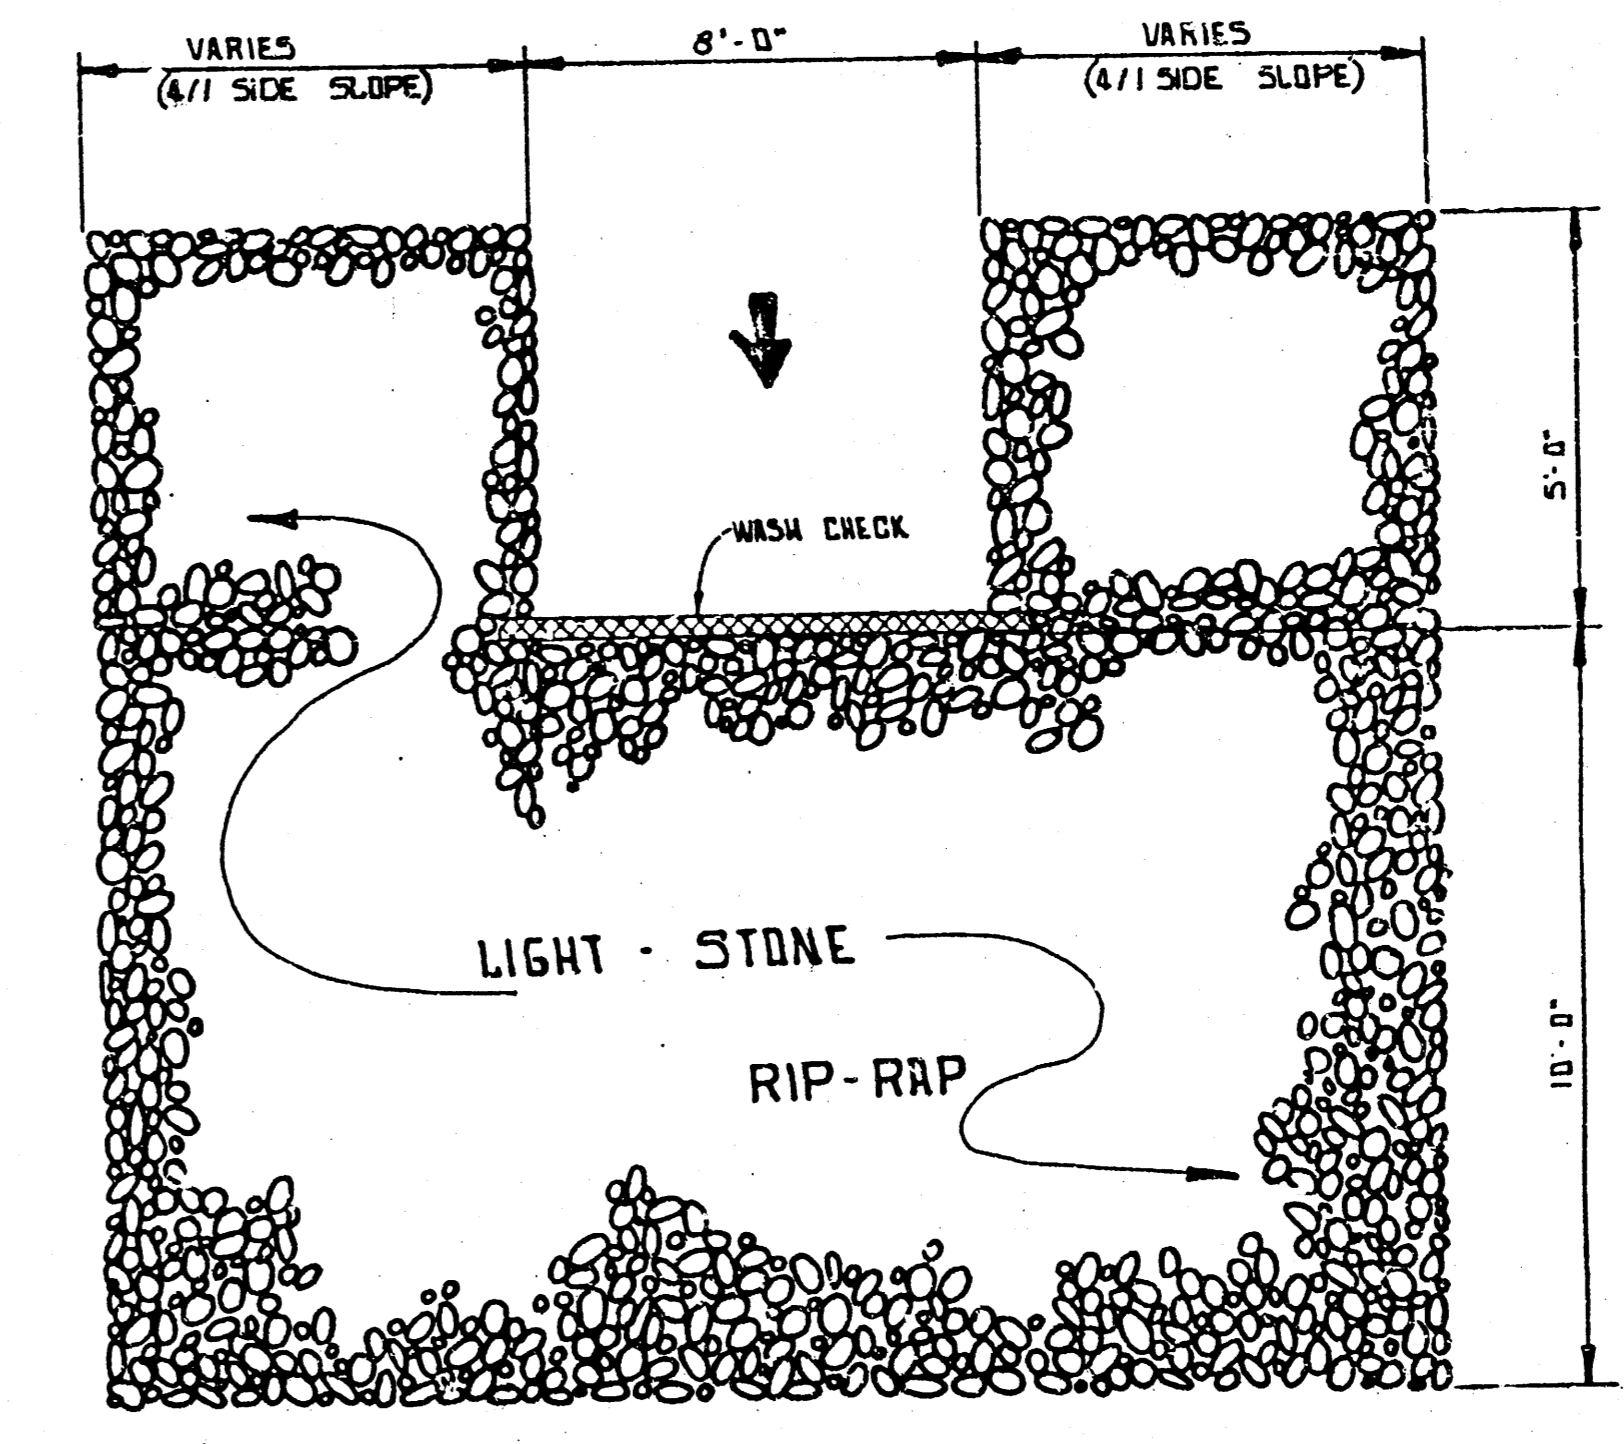 VARIES
(4/1 SIDE SLOPE)
8'-0"
VARIES
(4/1 SIDE SLOPE)
5'-0"
WASH CHECK
LIGHT - STONE
RIP-RAP
10'-0"